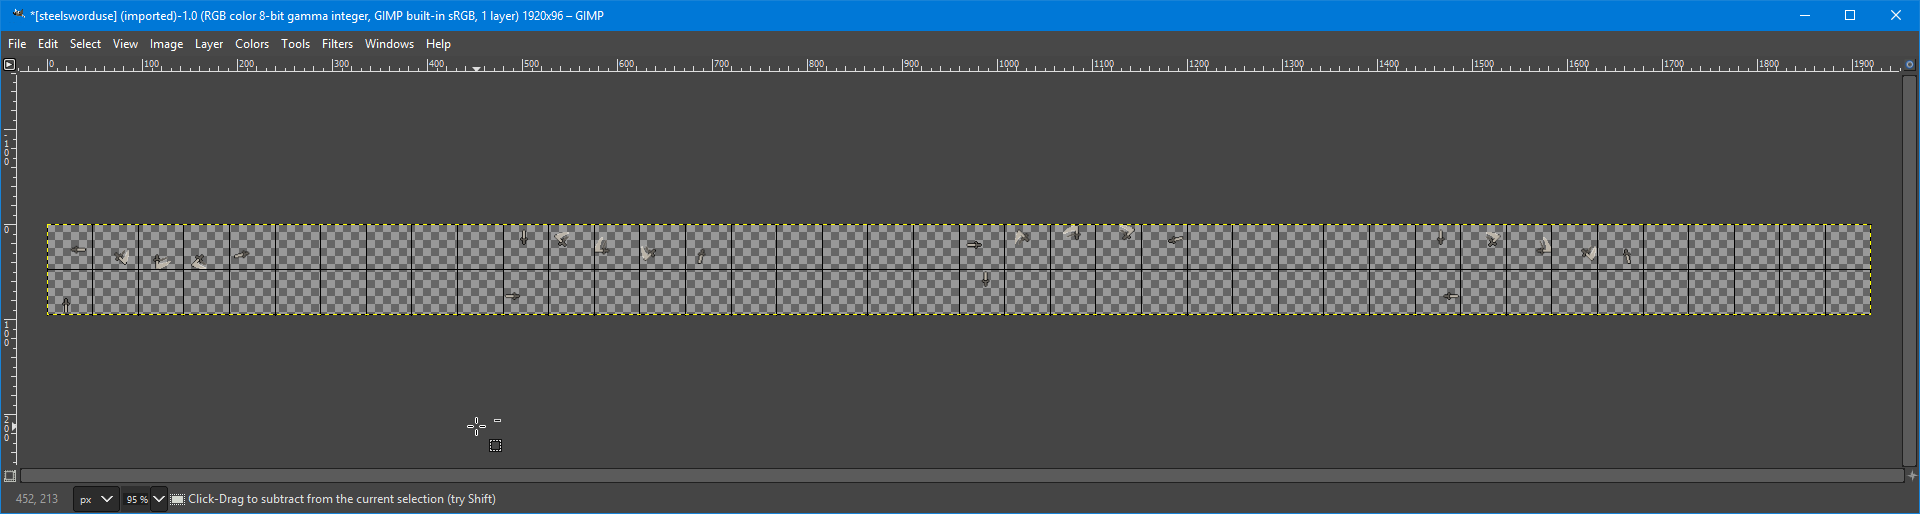 *[steelsworduse] (imported)-1.0 (RGB color 8-bit gamma integer, GIMP built-in sRGB, 1 layer) 1920x96 – GIMP
File Edit Select View Image Layer Colors Tools Filters Windows Help
0 100 200 300 400 500 600 700 800 900 1000 1100 1200 1300 1400 1500 1600 1700 1800 1900
-100
0
100
200
452, 213 px 95 % Click-Drag to subtract from the current selection (try Shift)